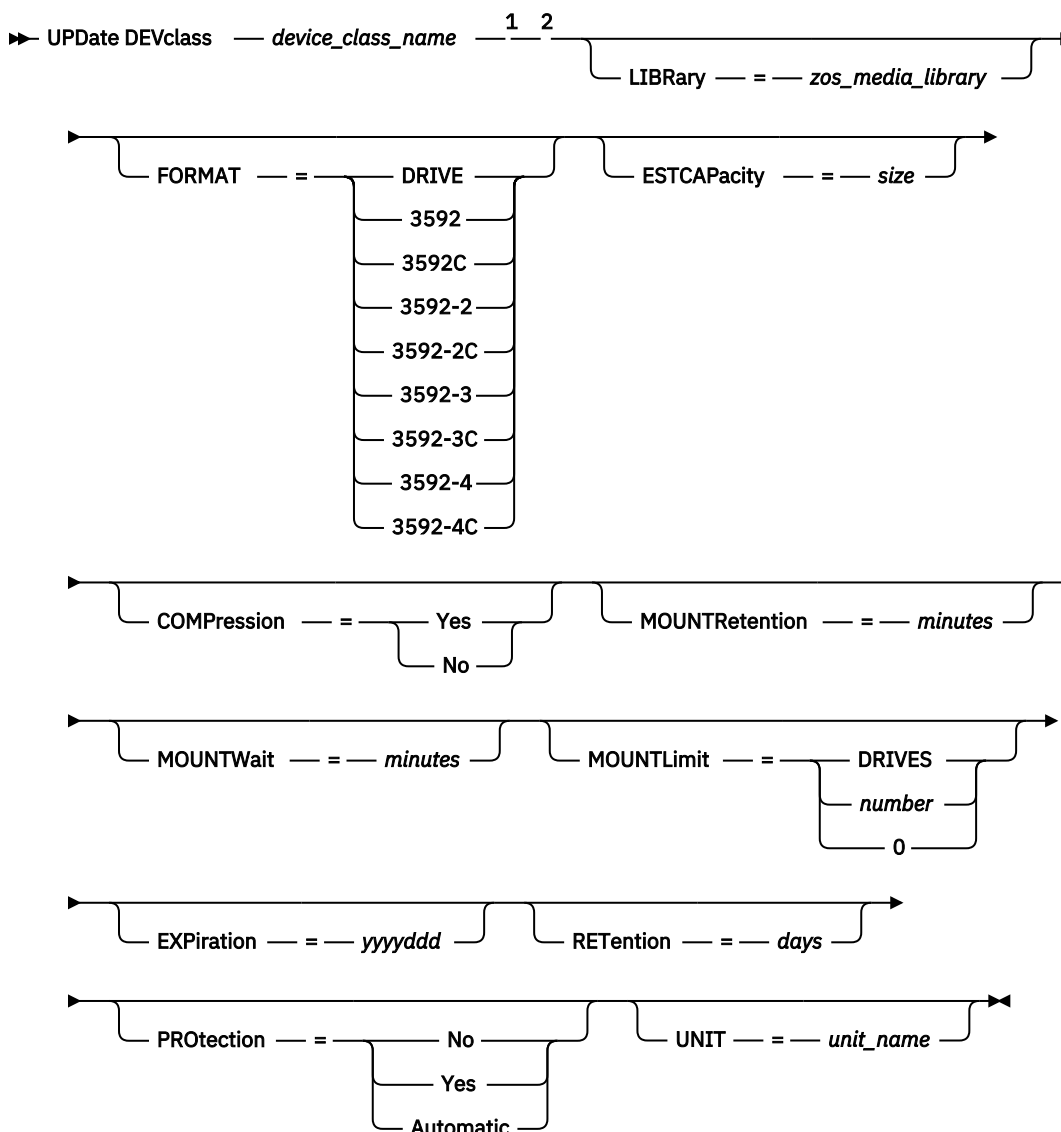 1 2
UPDate DEVclass — device_class_name
LIBRary — = — zos_media_library
FORMAT — = — DRIVE
ESTCAPacity — = — size
3592
3592C
3592-2
3592-2C
3592-3
3592-3C
3592-4
3592-4C
COMPression — = — Yes
MOUNTRetention — = — minutes
No
MOUNTWait — = — minutes
MOUNTLimit — = — DRIVES
number
0
EXPiration — = — yyyyddd
RETention — = — days
PROtection — = — No
UNIT — = — unit_name
Yes
Automatic